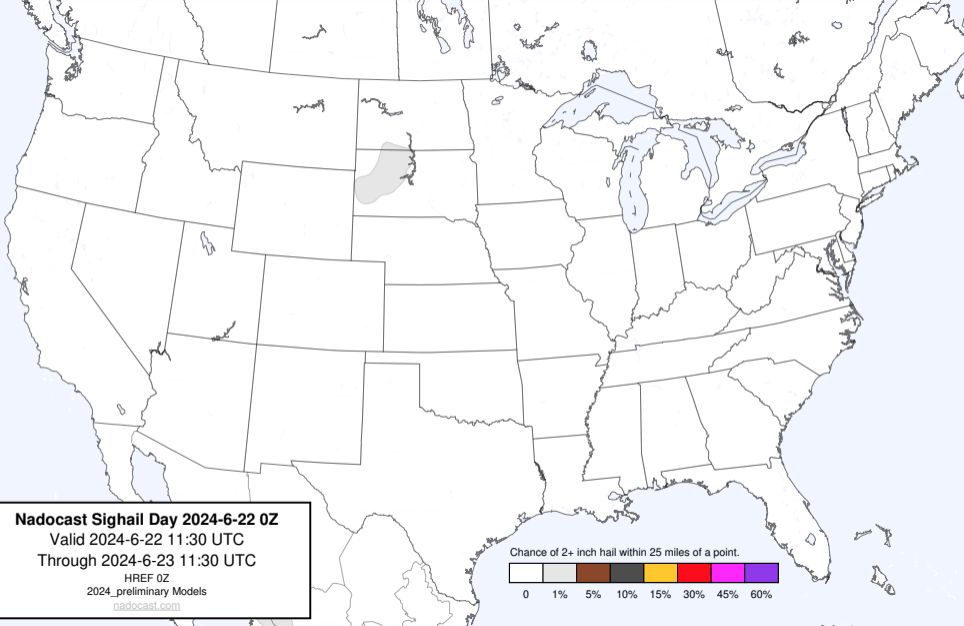 Nadocast Sighail Day 2024-6-22 0Z
Valid 2024-6-22 11:30 UTC
Through 2024-6-23 11:30 UTC
HREF 0Z
2024_preliminary Models
nadocast.com
Chance of 2+ inch hail within 25 miles of a point.
0 1% 5% 10% 15% 30% 45% 60%